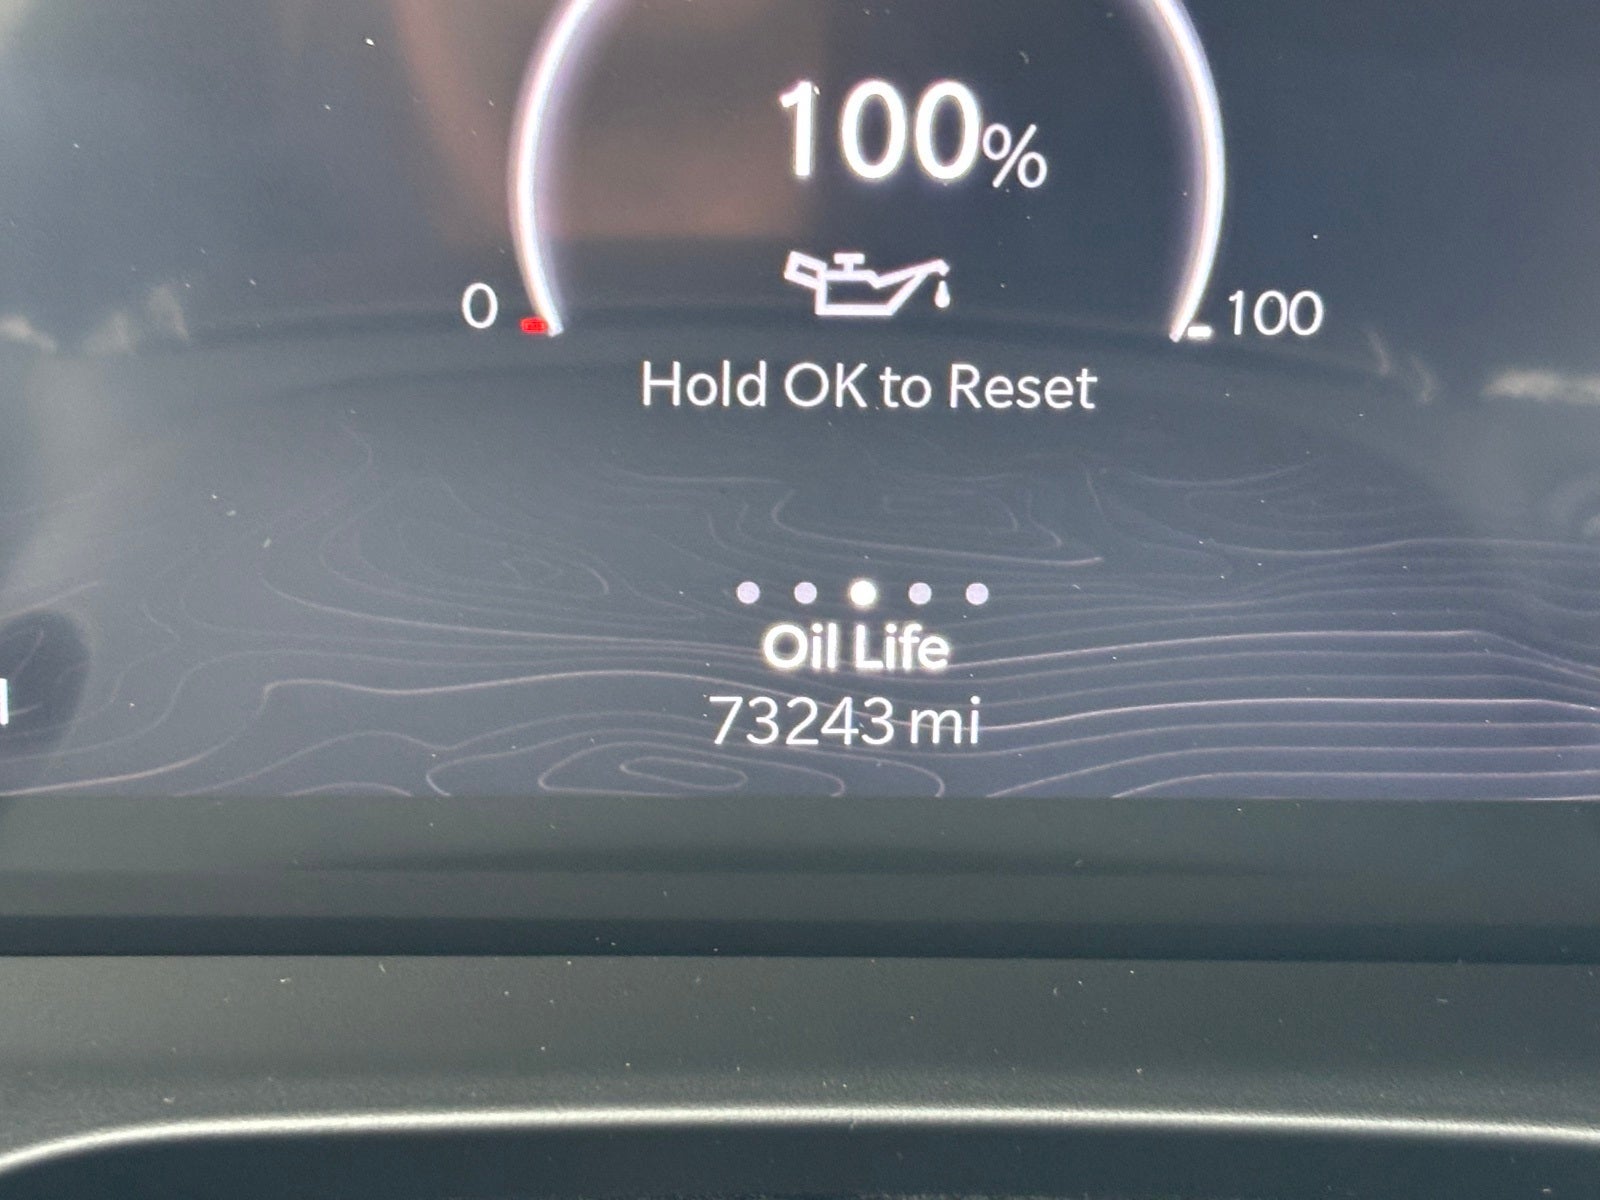 100%
0 100
Hold OK to Reset
Oil Life
73243 mi